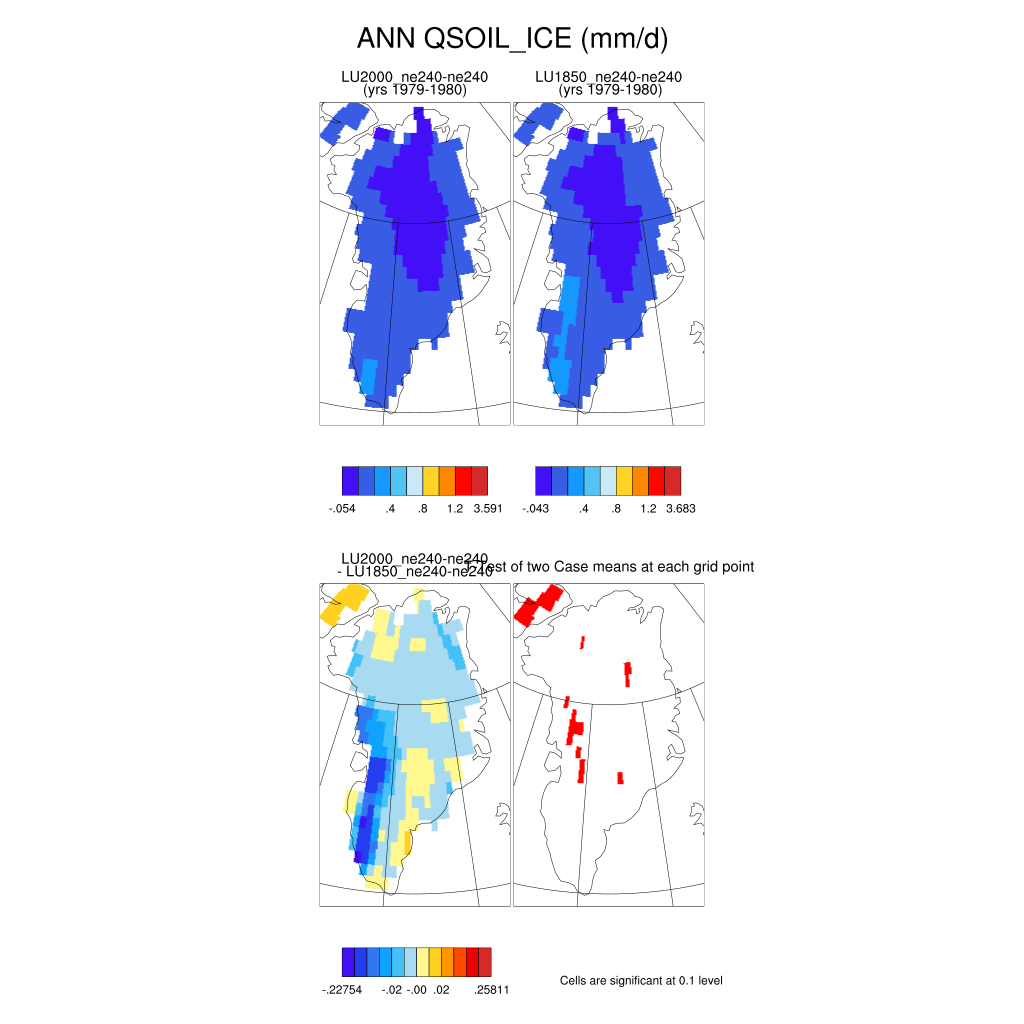 ANN QSOIL_ICE (mm/d)
LU2000_ne240-ne240
(yrs 1979-1980)
LU1850_ne240-ne240
(yrs 1979-1980)
-.054 .4 .8 1.2 3.591
-.043 .4 .8 1.2 3.683
LU2000_ne240-ne240
- LU1850_ne240-ne240
T-Test of two Case means at each grid point
-.22754 -.02 -.00 .02 .25811
Cells are significant at 0.1 level